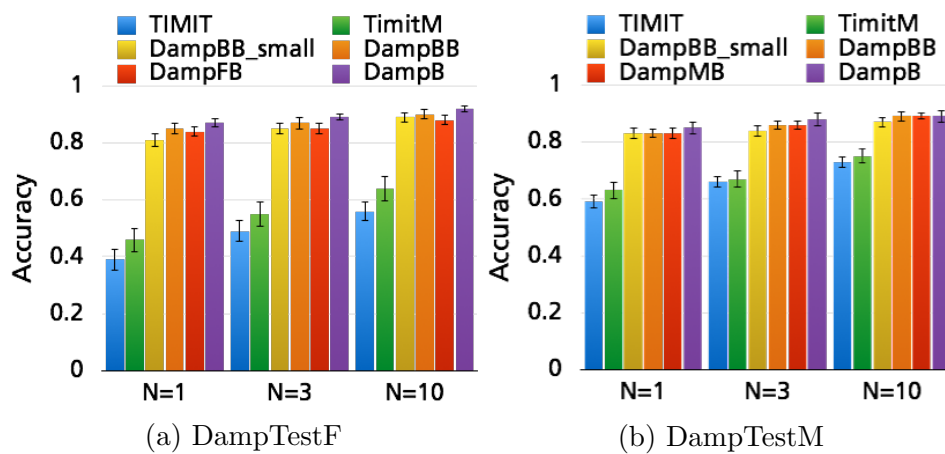 TIMIT TimitM
DampBB_small DampBB
DampFB DampB
1
0.8
0.6
0.4
0.2
0
Accuracy
N=1 N=3 N=10
(a) DampTestF
TIMIT TimitM
DampBB_small DampBB
DampMB DampB
1
0.8
0.6
0.4
0.2
0
Accuracy
N=1 N=3 N=10
(b) DampTestM